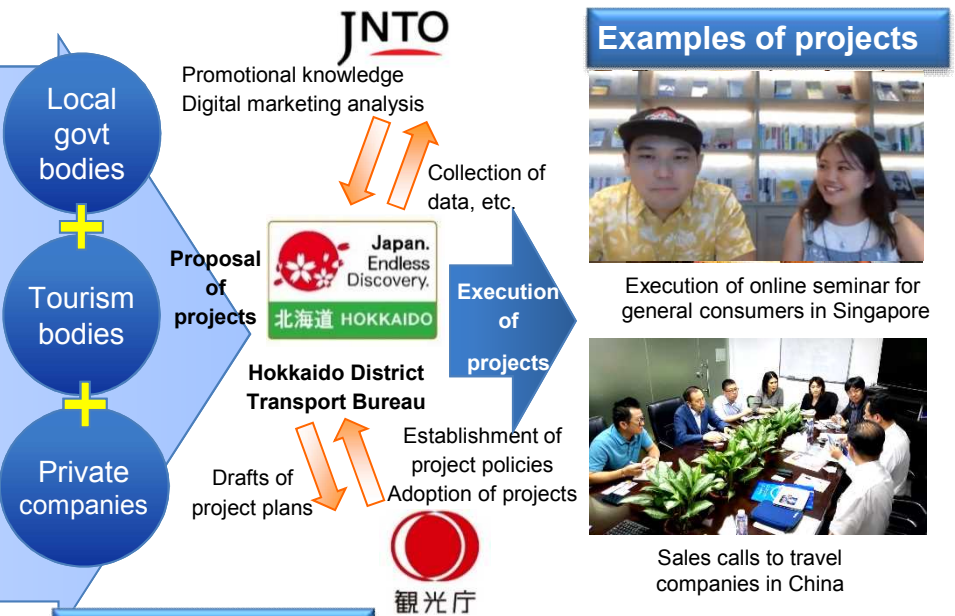 JNTO
Examples of projects
Promotional knowledge
Digital marketing analysis
Local
govt
bodies
Collection of
data, etc.
Proposal
of
projects
Japan.
Endless
Discovery.
北海道 HOKKAIDO
Execution
of
projects
Execution of online seminar for
general consumers in Singapore
+
Tourism
bodies
Hokkaido District
Transport Bureau
+
Private
companies
Drafts of
project plans
Establishment of
project policies
Adoption of projects
観光庁
Sales calls to travel
companies in China